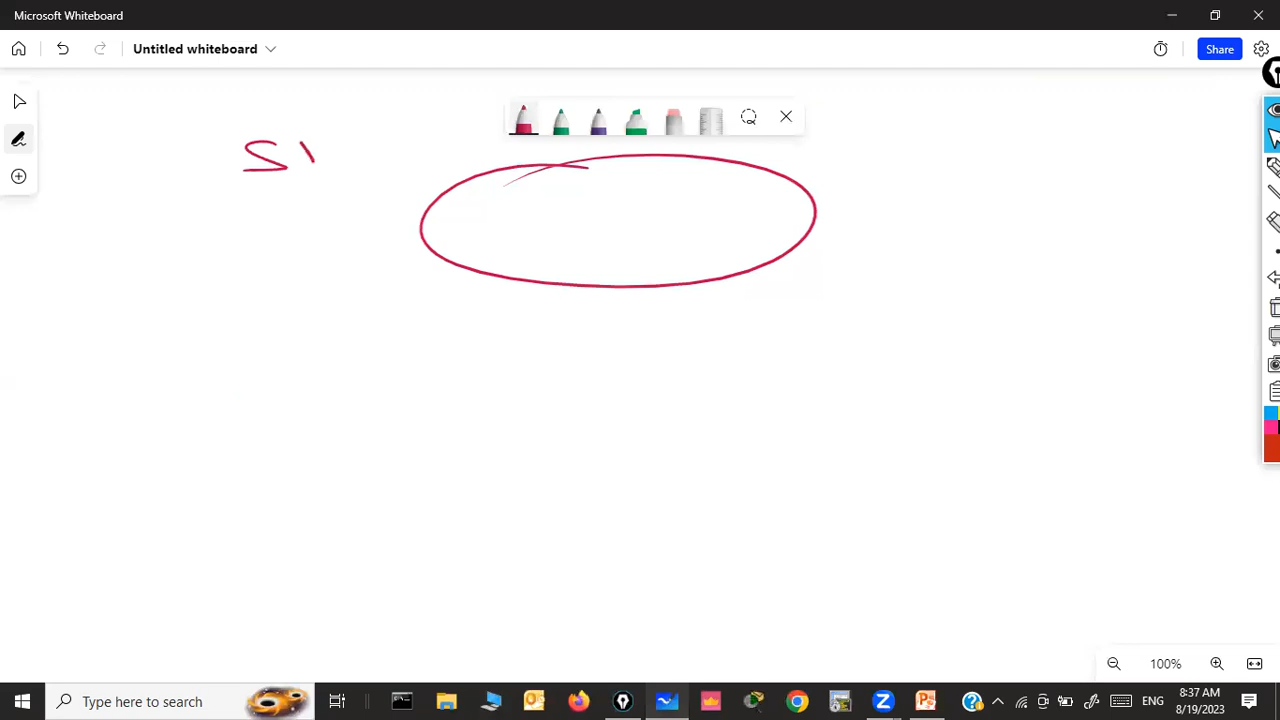 Microsoft Whiteboard
Untitled whiteboard
Share
100%
Type here to search
ENG
8:37 AM
8/19/2023